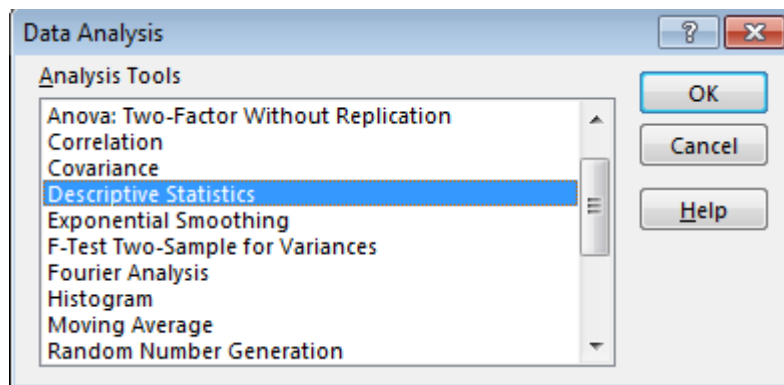 Data Analysis
?
Analysis Tools
Anova: Two-Factor Without Replication
Correlation
Covariance
Descriptive Statistics
Exponential Smoothing
F-Test Two-Sample for Variances
Fourier Analysis
Histogram
Moving Average
Random Number Generation
OK
Cancel
Help